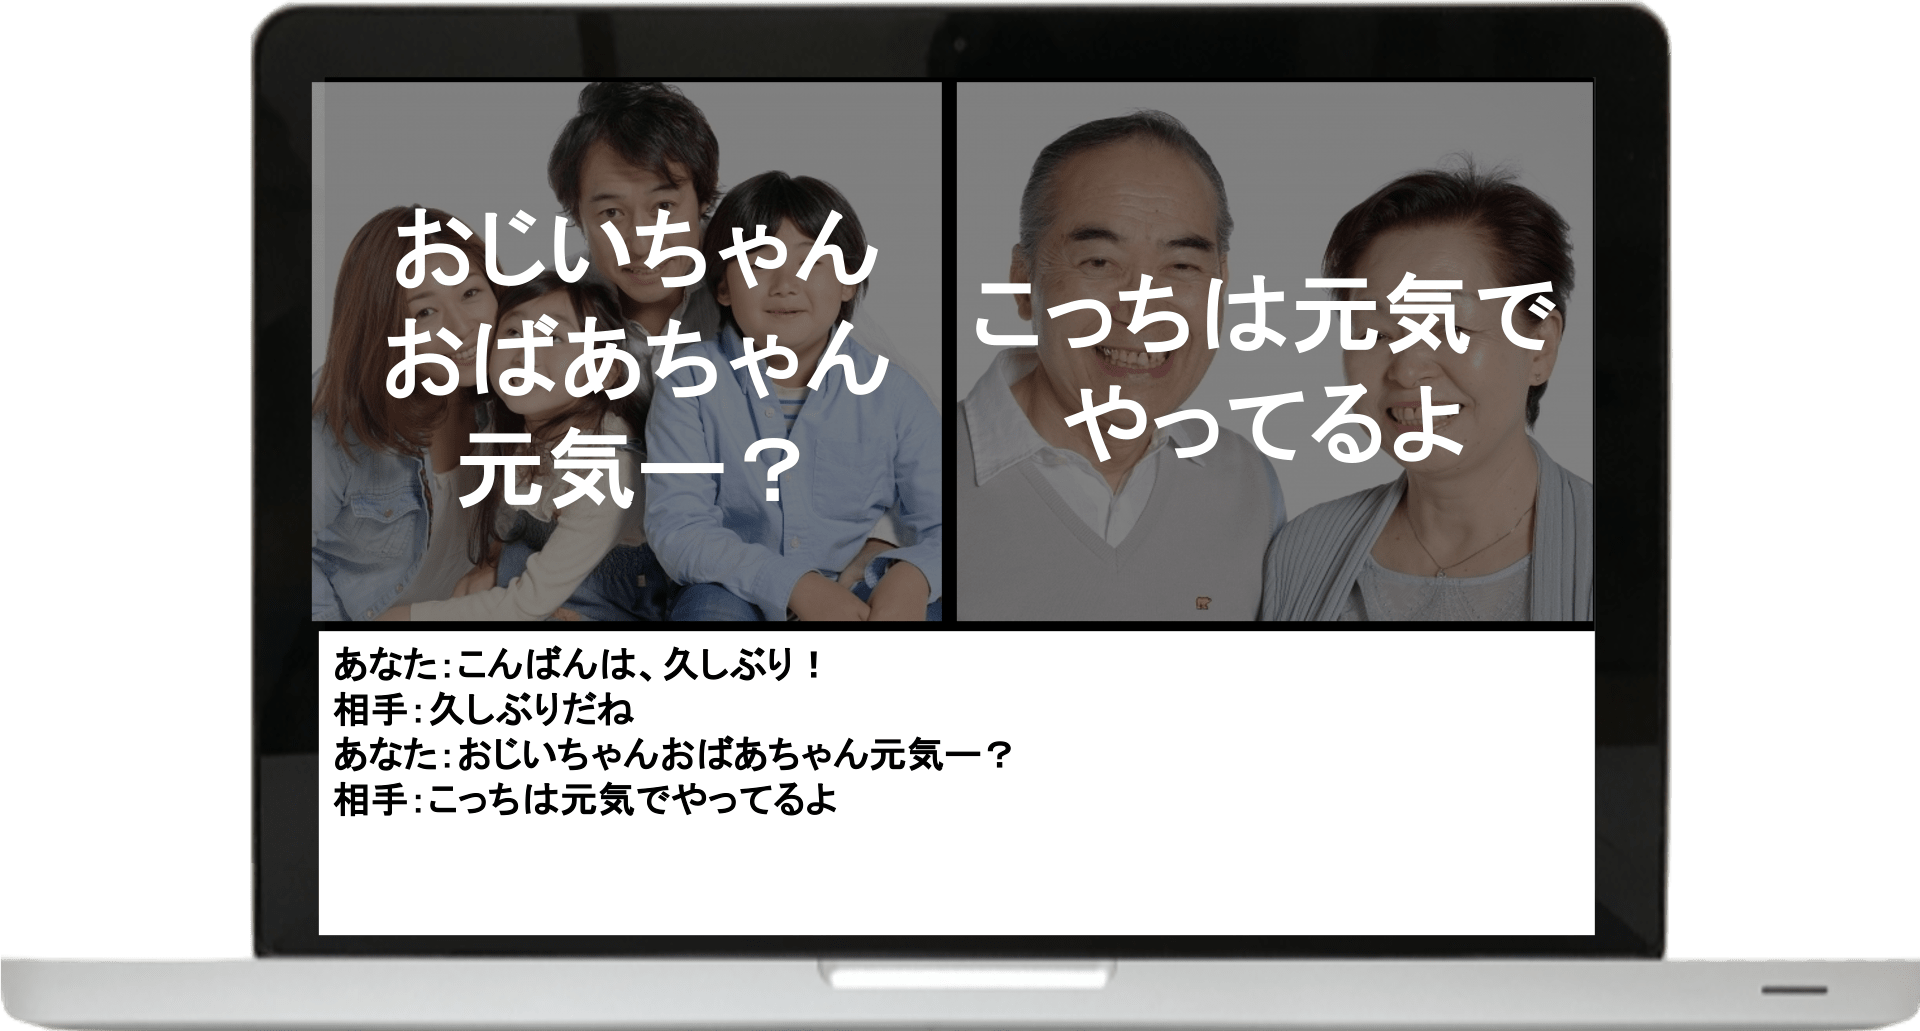 おじいちゃん
おばあちゃん
元気ー？
こっちは元気で
やってるよ
あなた：こんばんは、久しぶり！
相手：久しぶりだね
あなた：おじいちゃんおばあちゃん元気ー？
相手：こっちは元気でやってるよ